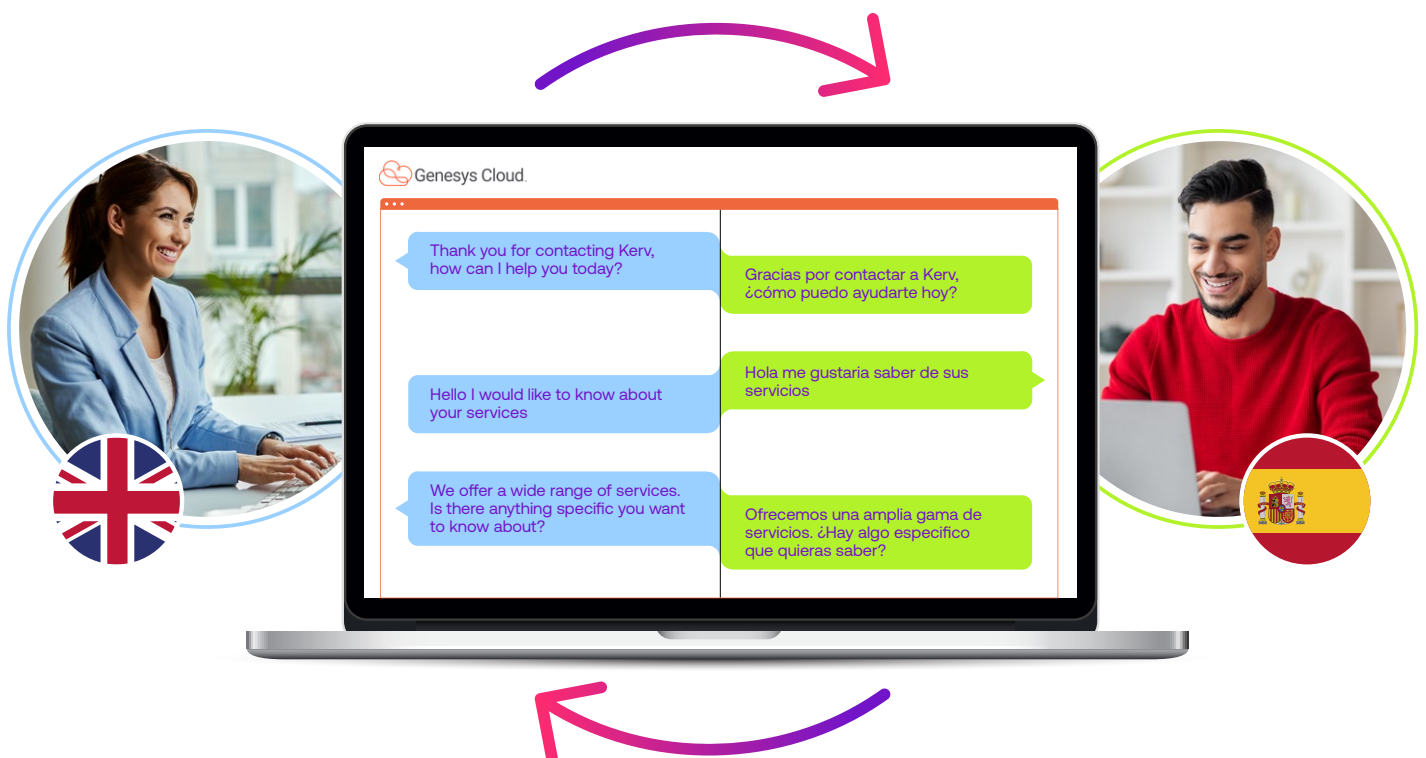 Genesys Cloud.
Thank you for contacting Kerv,
how can I help you today?
Gracias por contactar a Kerv,
¿cómo puedo ayudarte hoy?
Hola me gustaria saber de sus
servicios
Hello I would like to know about
your services
We offer a wide range of services.
Is there anything specific you want
to know about?
Ofrecemos una amplia gama de
servicios. ¿Hay algo especifico
que quieras saber?